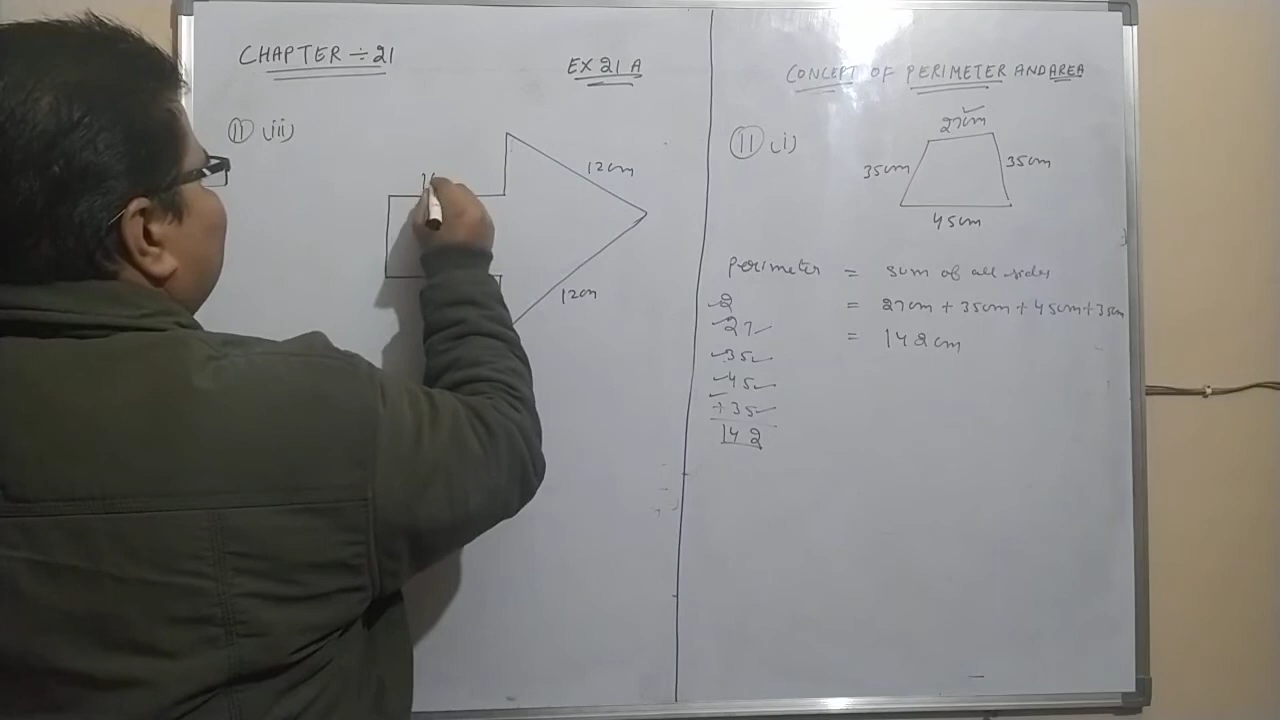 CHAPTER ÷ 21
EX 21 A
11 (ii)
12cm
12cm
CONCEPT OF PERIMETER AND AREA
11 (i)
27cm
35cm
35cm
45cm
Perimeter = sum of all sides
= 27cm + 35cm + 45cm + 35cm
= 142cm
2
27
35
45
+35
142